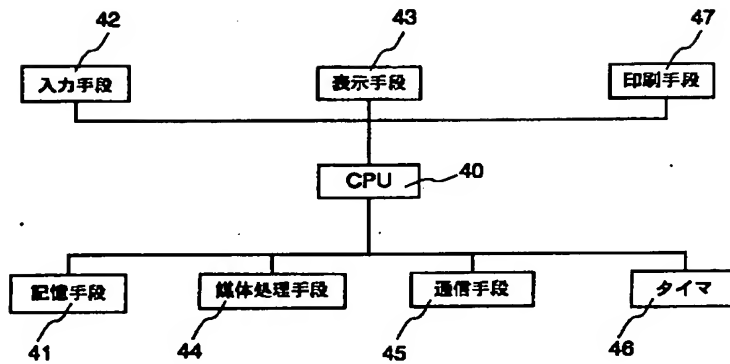 42
43
47
入力手段
表示手段
印刷手段
CPU
40
記憶手段
媒体処理手段
通信手段
タイマ
41
44
45
46